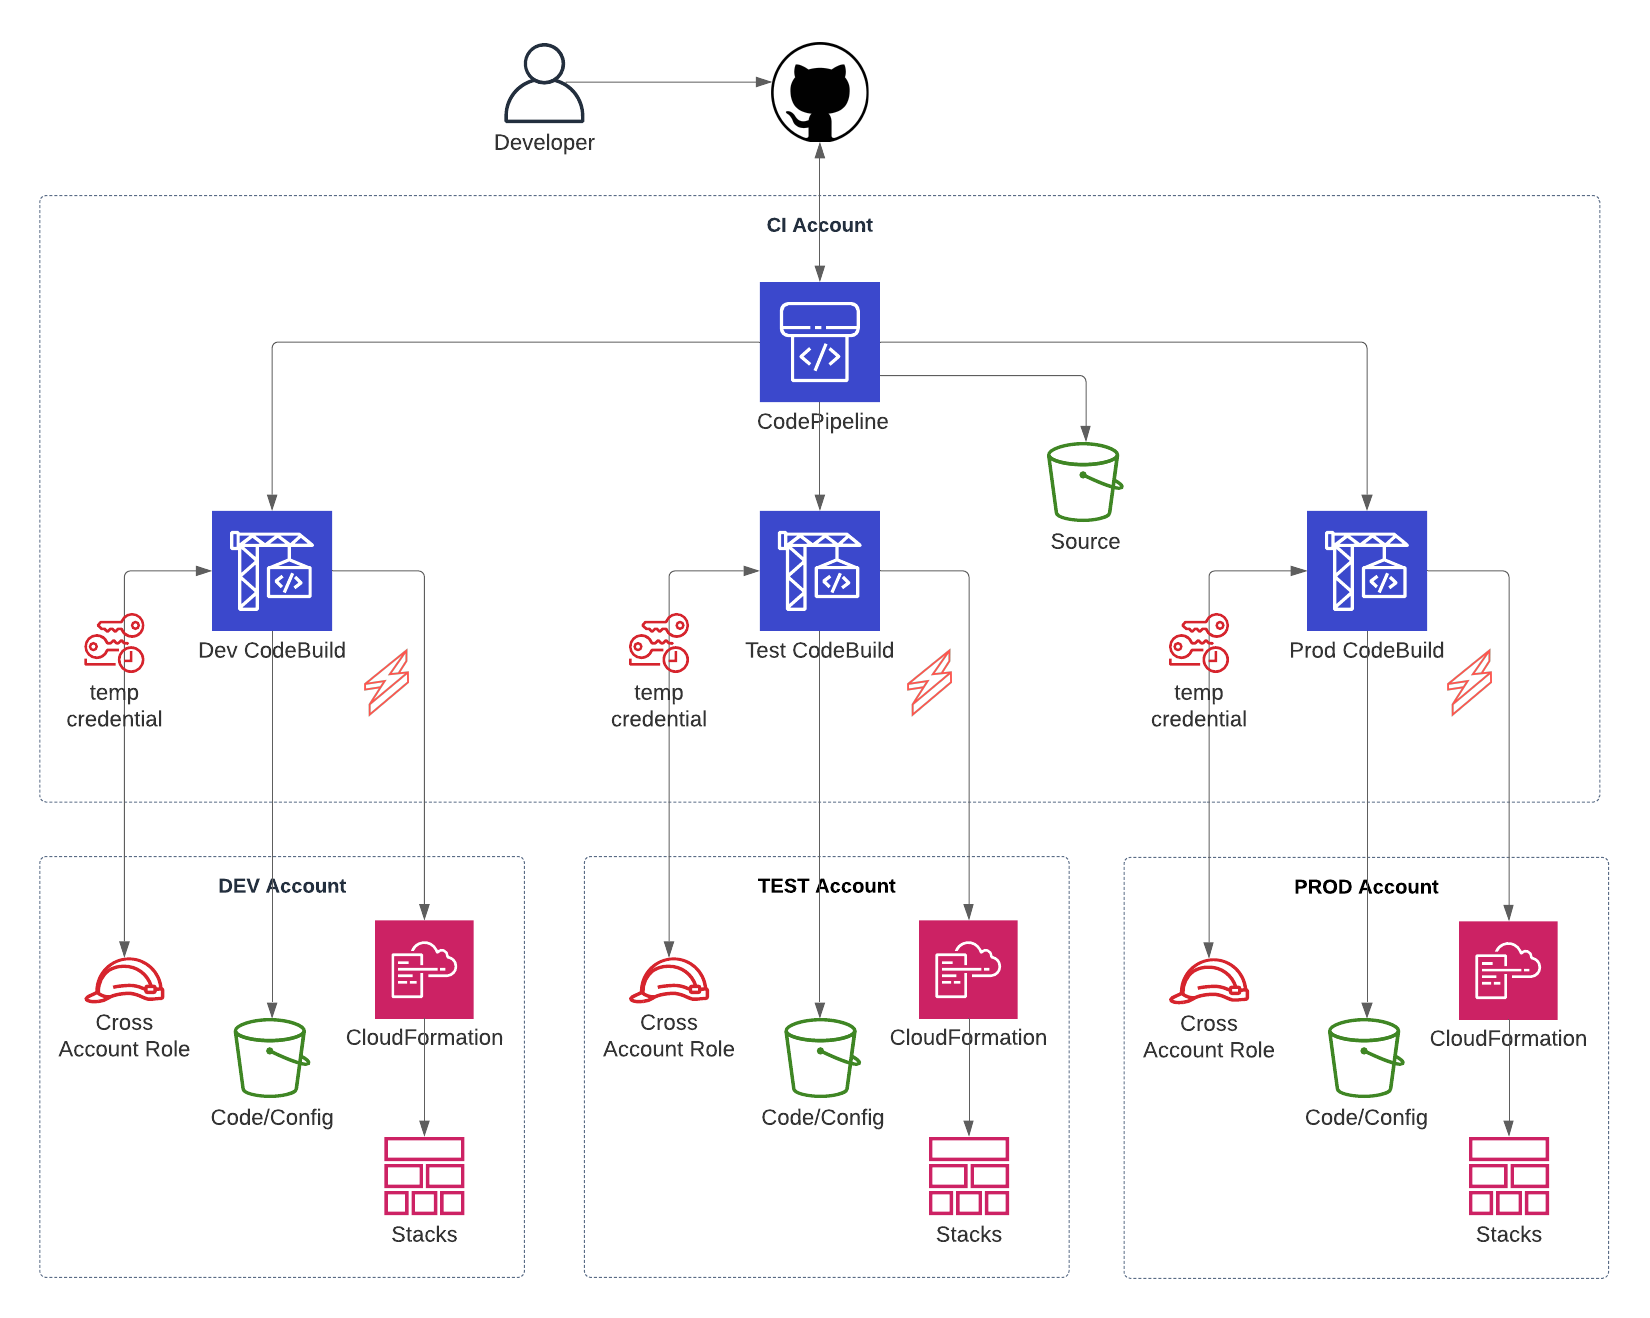 Developer
CI Account
CodePipeline
Source
Dev CodeBuild
Test CodeBuild
Prod CodeBuild
temp
credential
temp
credential
temp
credential
DEV Account
TEST Account
PROD Account
Cross
Account Role
CloudFormation
Code/Config
Stacks
Cross
Account Role
CloudFormation
Code/Config
Stacks
Cross
Account Role
CloudFormation
Code/Config
Stacks